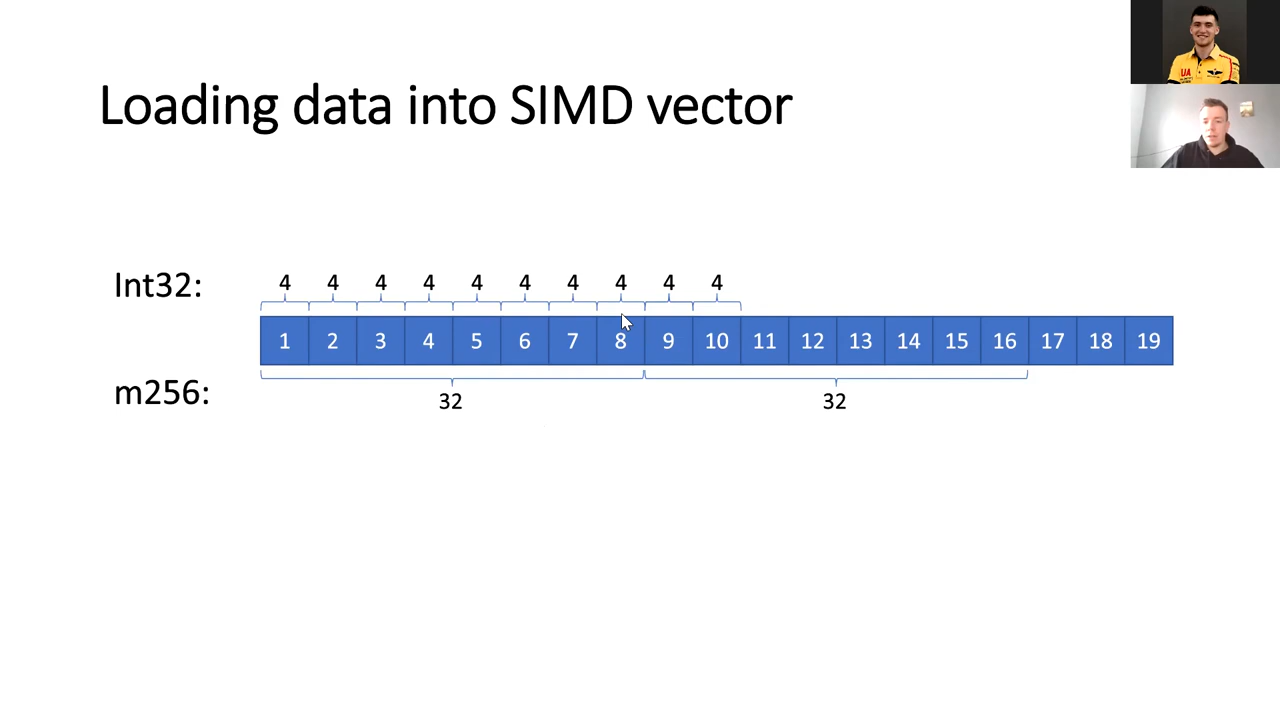 Loading data into SIMD vector
UA
Int32:
4 4 4 4 4 4 4 4 4 4
1 2 3 4 5 6 7 8 9 10 11 12 13 14 15 16 17 18 19
m256:
32 32